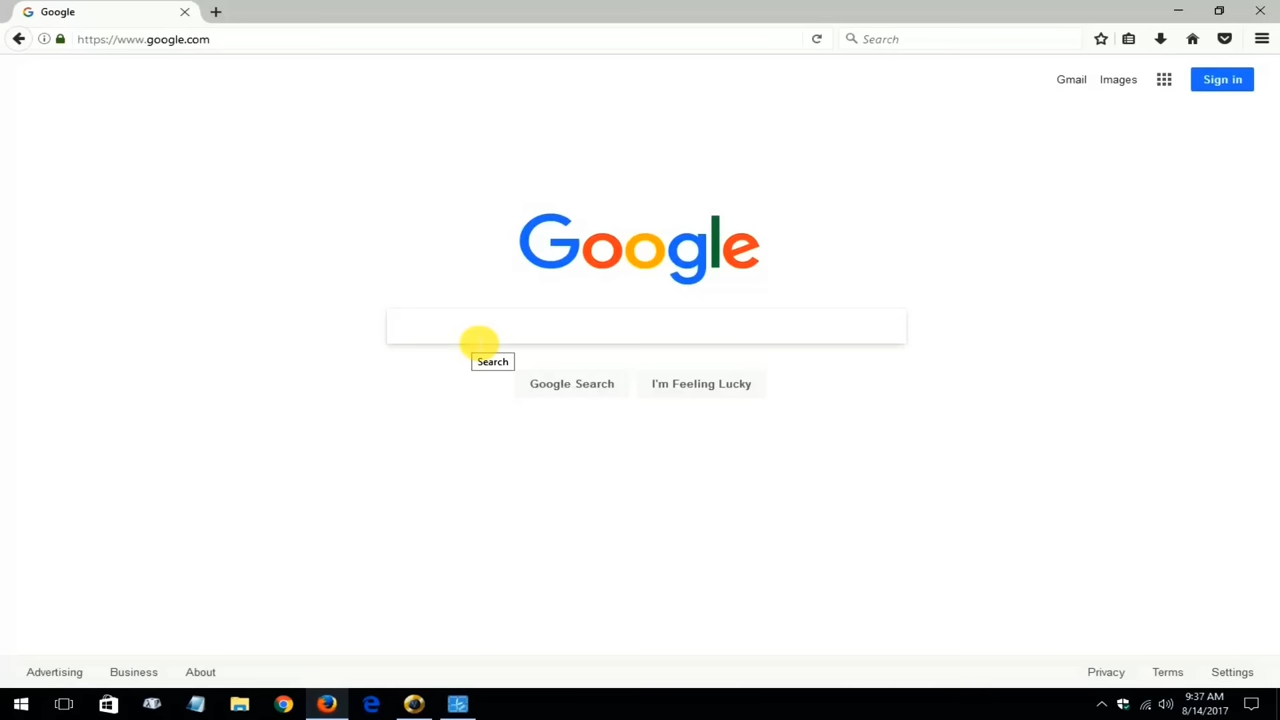 Google
https://www.google.com
Search
Gmail Images Sign in
Google
Search
Google Search I'm Feeling Lucky
Advertising Business About Privacy Terms Settings
9:37 AM
8/14/2017